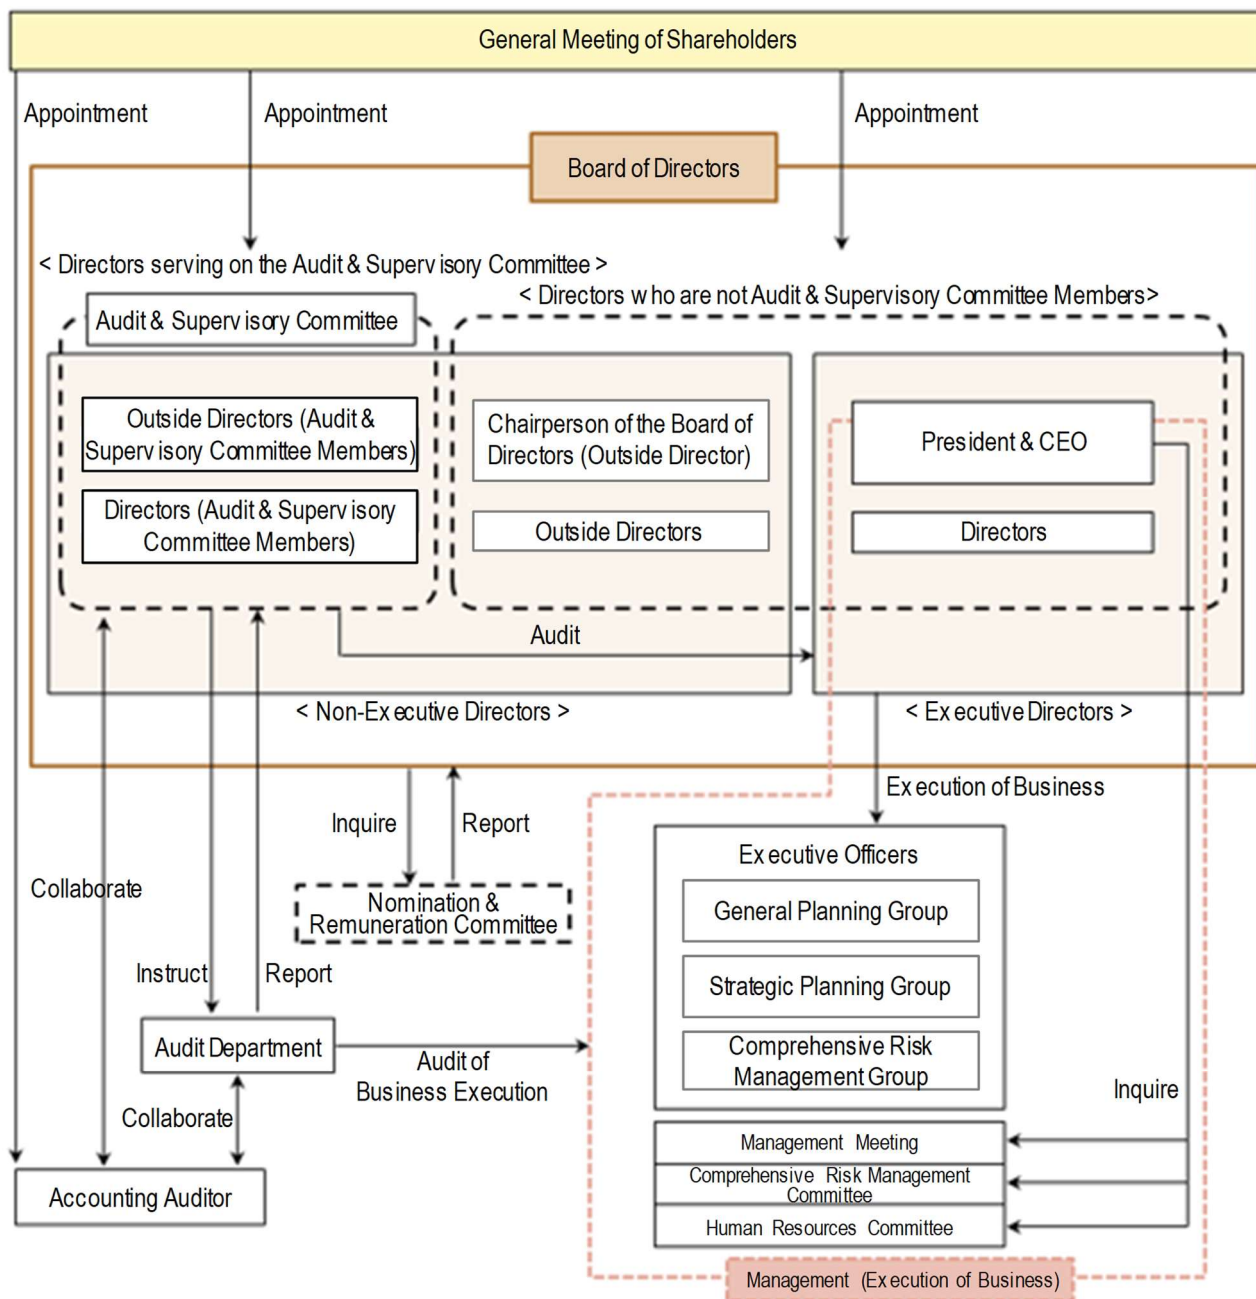 General Meeting of Shareholders
Appointment
Appointment
Appointment
Board of Directors
< Directors serving on the Audit & Supervisory Committee >
< Directors who are not Audit & Supervisory Committee Members>
Audit & Supervisory Committee
Outside Directors (Audit &
Supervisory Committee Members)
Directors (Audit & Supervisory
Committee Members)
Chairperson of the Board of
Directors (Outside Director)
Outside Directors
President & CEO
Directors
Audit
< Non-Executive Directors >
< Executive Directors >
Execution of Business
Inquire
Report
Nomination &
Remuneration Committee
Collaborate
Instruct
Report
Audit Department
Audit of
Business Execution
Collaborate
Accounting Auditor
Executive Officers
General Planning Group
Strategic Planning Group
Comprehensive Risk
Management Group
Inquire
Management Meeting
Comprehensive Risk Management
Committee
Human Resources Committee
Management (Execution of Business)